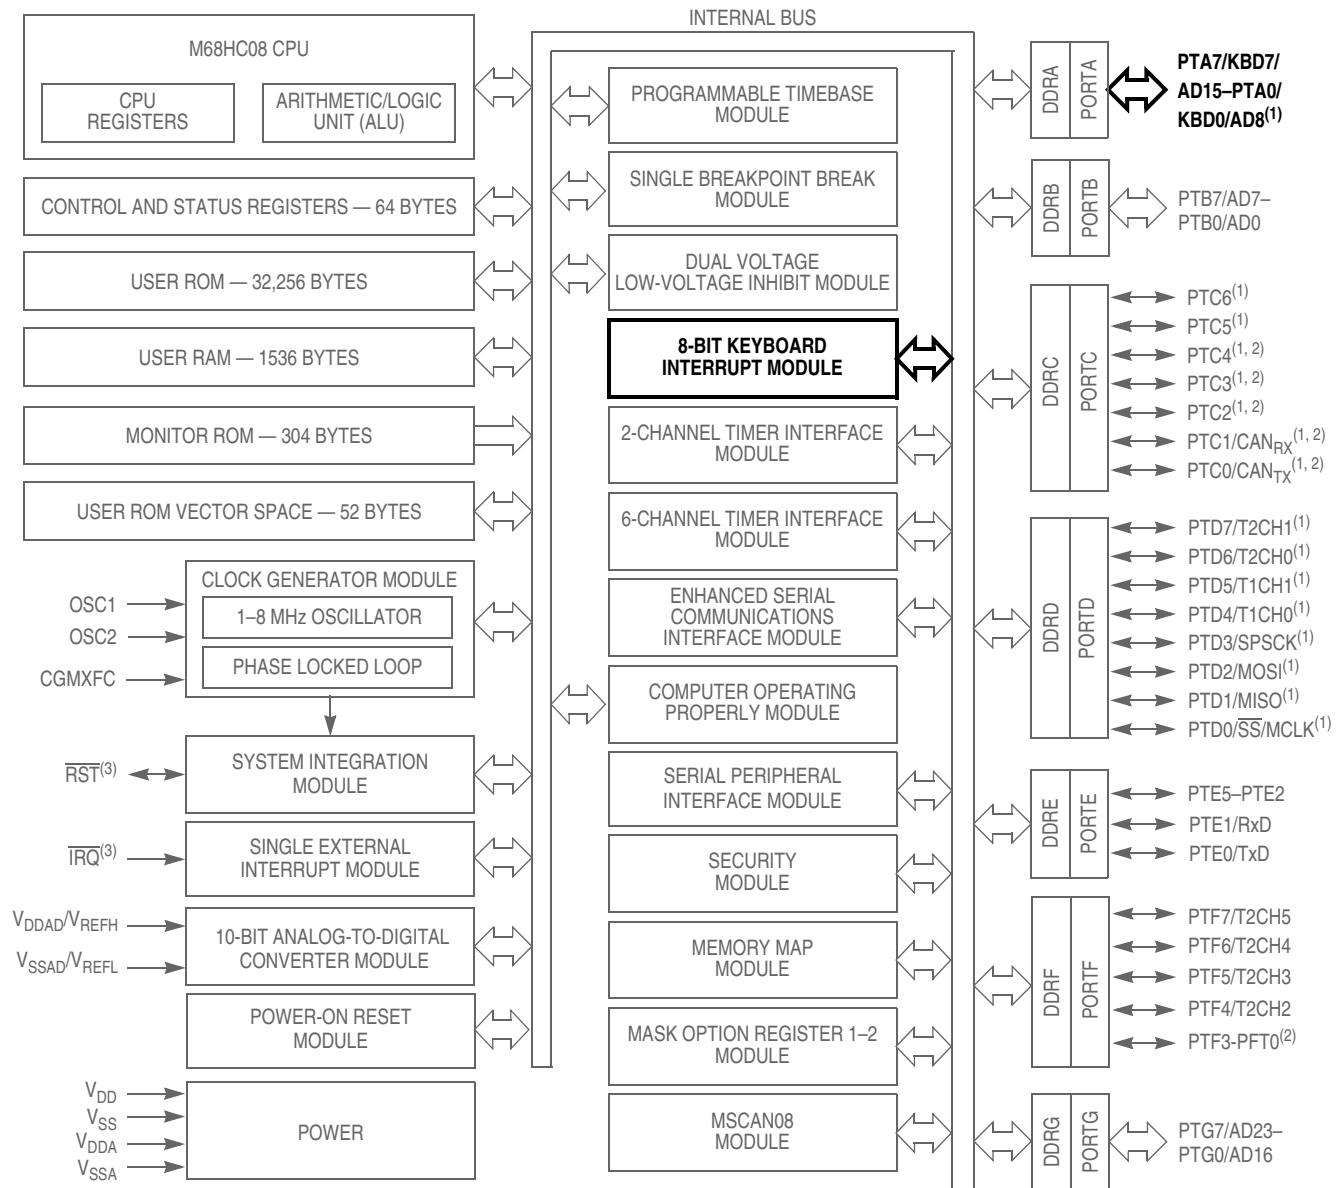 INTERNAL BUS
M68HC08 CPU
CPU
REGISTERS
ARITHMETIC/LOGIC
UNIT (ALU)
CONTROL AND STATUS REGISTERS — 64 BYTES
USER ROM — 32,256 BYTES
USER RAM — 1536 BYTES
MONITOR ROM — 304 BYTES
USER ROM VECTOR SPACE — 52 BYTES
CLOCK GENERATOR MODULE
1–8 MHz OSCILLATOR
PHASE LOCKED LOOP
OSC1
OSC2
CGMXFC
SYSTEM INTEGRATION
MODULE
RST(3)
SINGLE EXTERNAL
INTERRUPT MODULE
IRQ(3)
10-BIT ANALOG-TO-DIGITAL
CONVERTER MODULE
VDDAD/VREFH
VSSAD/VREFL
POWER-ON RESET
MODULE
POWER
VDD
VSS
VDDA
VSSA
PROGRAMMABLE TIMEBASE
MODULE
SINGLE BREAKPOINT BREAK
MODULE
DUAL VOLTAGE
LOW-VOLTAGE INHIBIT MODULE
8-BIT KEYBOARD
INTERRUPT MODULE
2-CHANNEL TIMER INTERFACE
MODULE
6-CHANNEL TIMER INTERFACE
MODULE
ENHANCED SERIAL
COMMUNICATIONS
INTERFACE MODULE
COMPUTER OPERATING
PROPERLY MODULE
SERIAL PERIPHERAL
INTERFACE MODULE
SECURITY
MODULE
MEMORY MAP
MODULE
MASK OPTION REGISTER 1–2
MODULE
MSCAN08
MODULE
DDRA
PORTA
PTA7/KBD7/
AD15–PTA0/
KBD0/AD8(1)
DDRB
PORTB
PTB7/AD7–
PTB0/AD0
DDRC
PORTC
PTC6(1)
PTC5(1)
PTC4(1, 2)
PTC3(1, 2)
PTC2(1, 2)
PTC1/CANRX(1, 2)
PTC0/CANTX(1, 2)
DDRD
PORTD
PTD7/T2CH1(1)
PTD6/T2CH0(1)
PTD5/T1CH1(1)
PTD4/T1CH0(1)
PTD3/SPSCK(1)
PTD2/MOSI(1)
PTD1/MISO(1)
PTD0/SS/MCLK(1)
DDRE
PORTE
PTE5–PTE2
PTE1/RxD
PTE0/TxD
DDRF
PORTF
PTF7/T2CH5
PTF6/T2CH4
PTF5/T2CH3
PTF4/T2CH2
PTF3-PFT0(2)
DDRG
PORTG
PTG7/AD23–
PTG0/AD16